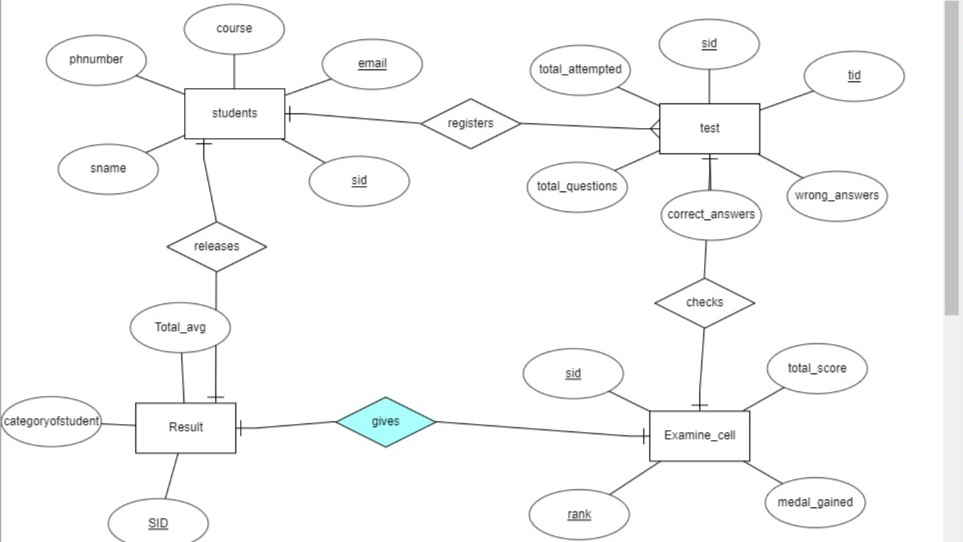 course
phnumber
email
students
sname
sid
registers
total_attempted
sid
tid
test
total_questions
correct_answers
wrong_answers
releases
checks
Total_avg
categoryofstudent
Result
SID
gives
sid
total_score
Examine_cell
rank
medal_gained